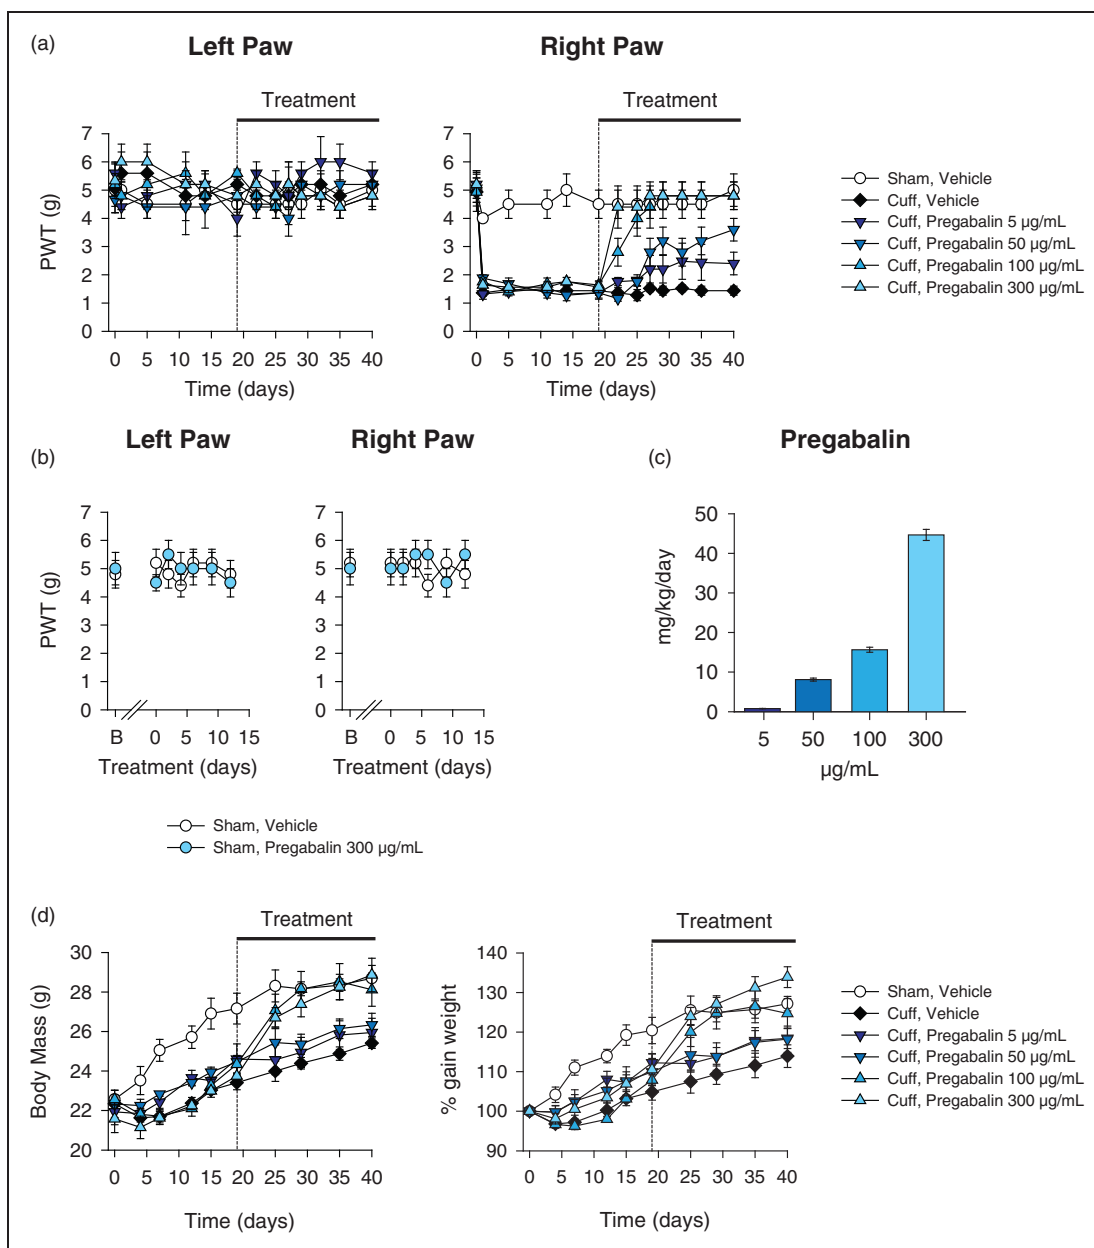 (a)
Left Paw
Right Paw
Treatment
Treatment
PWT (g)
7
6
5
4
3
2
1
0
0 5 10 15 20 25 30 35 40
Time (days)
7
6
5
4
3
2
1
0
0 5 10 15 20 25 30 35 40
Time (days)
Sham, Vehicle
Cuff, Vehicle
Cuff, Pregabalin 5 µg/mL
Cuff, Pregabalin 50 µg/mL
Cuff, Pregabalin 100 µg/mL
Cuff, Pregabalin 300 µg/mL
(b)
Left Paw
Right Paw
PWT (g)
7
6
5
4
3
2
1
0
B 0 5 10 15
Treatment (days)
7
6
5
4
3
2
1
0
B 0 5 10 15
Treatment (days)
Sham, Vehicle
Sham, Pregabalin 300 µg/mL
(c)
Pregabalin
mg/kg/day
50
40
30
20
10
0
5 50 100 300
µg/mL
(d)
Treatment
Treatment
Body Mass (g)
30
28
26
24
22
20
0 5 10 15 20 25 30 35 40
Time (days)
% gain weight
140
130
120
110
100
90
0 5 10 15 20 25 30 35 40
Time (days)
Sham, Vehicle
Cuff, Vehicle
Cuff, Pregabalin 5 µg/mL
Cuff, Pregabalin 50 µg/mL
Cuff, Pregabalin 100 µg/mL
Cuff, Pregabalin 300 µg/mL